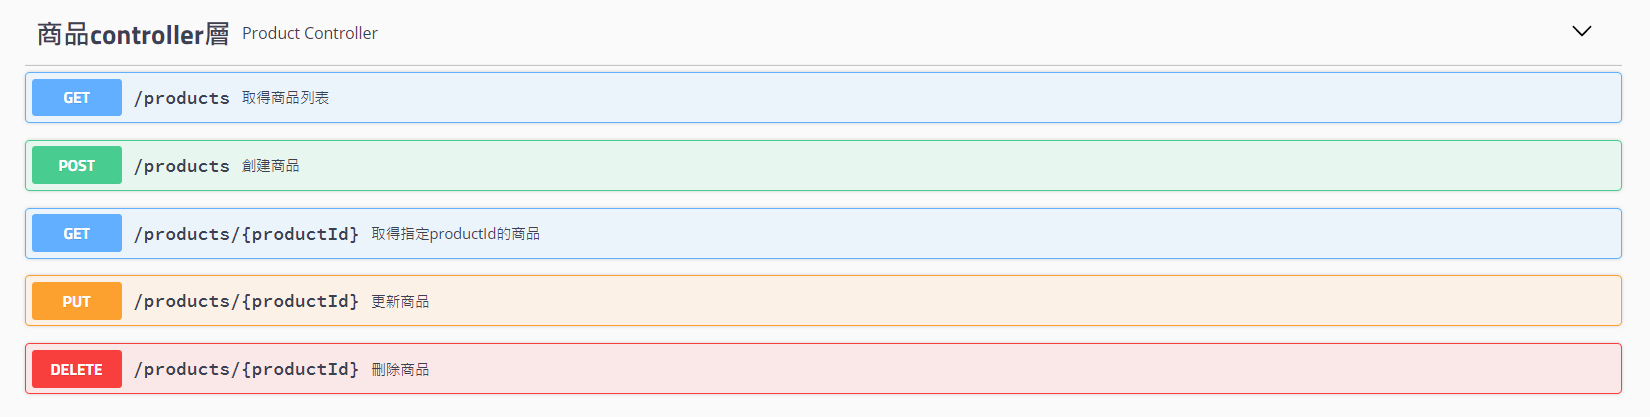 商品controller層 Product Controller
GET /products 取得商品列表
POST /products 創建商品
GET /products/{productId} 取得指定productId的商品
PUT /products/{productId} 更新商品
DELETE /products/{productId} 刪除商品